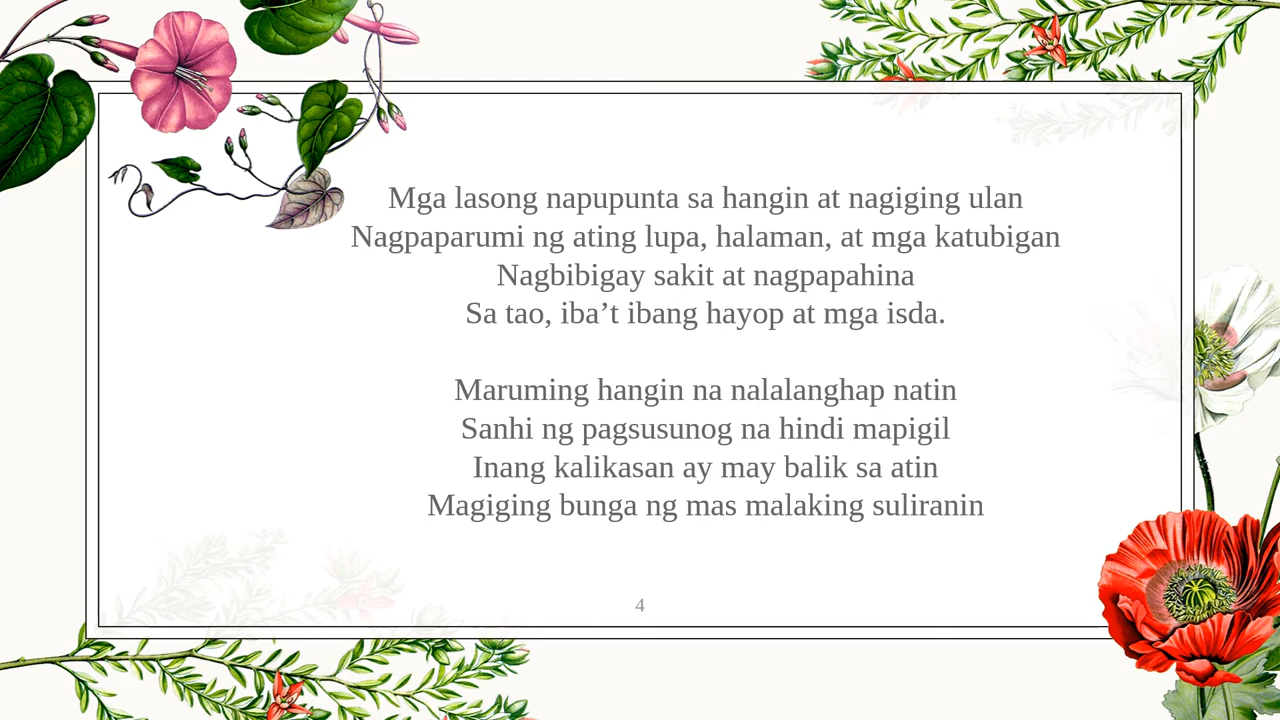 Mga lasong napupunta sa hangin at nagiging ulan
Nagpaparumi ng ating lupa, halaman, at mga katubigan
Nagbibigay sakit at nagpapahina
Sa tao, iba’t ibang hayop at mga isda.
Maruming hangin na nalalanghap natin
Sanhi ng pagsusunog na hindi mapigil
Inang kalikasan ay may balik sa atin
Magiging bunga ng mas malaking suliranin
4